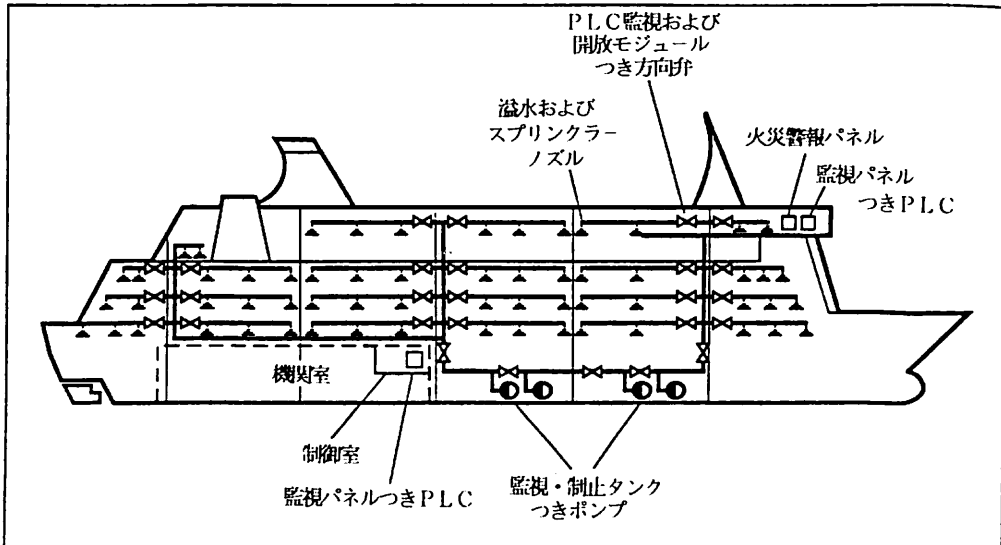 PLC監視および
開放モジュール
つき方向弁
溢水および
スプリンクラー
ノズル
火災警報パネル
監視パネル
つきPLC
機関室
制御室
監視パネルつきPLC
監視・制止タンク
つきポンプ